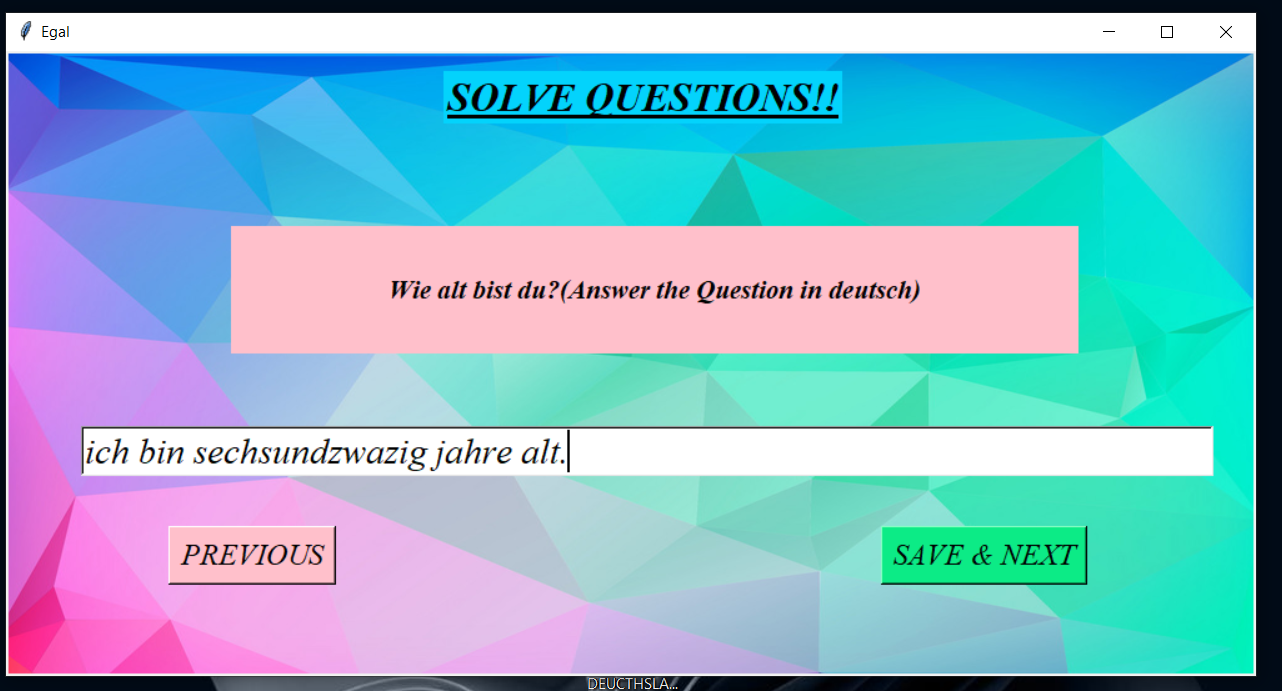 Egal
SOLVE QUESTIONS!!
Wie alt bist du?(Answer the Question in deutsch)
ich bin sechsundzwazig jahre alt.
PREVIOUS
SAVE & NEXT
DEUCTHSLA...